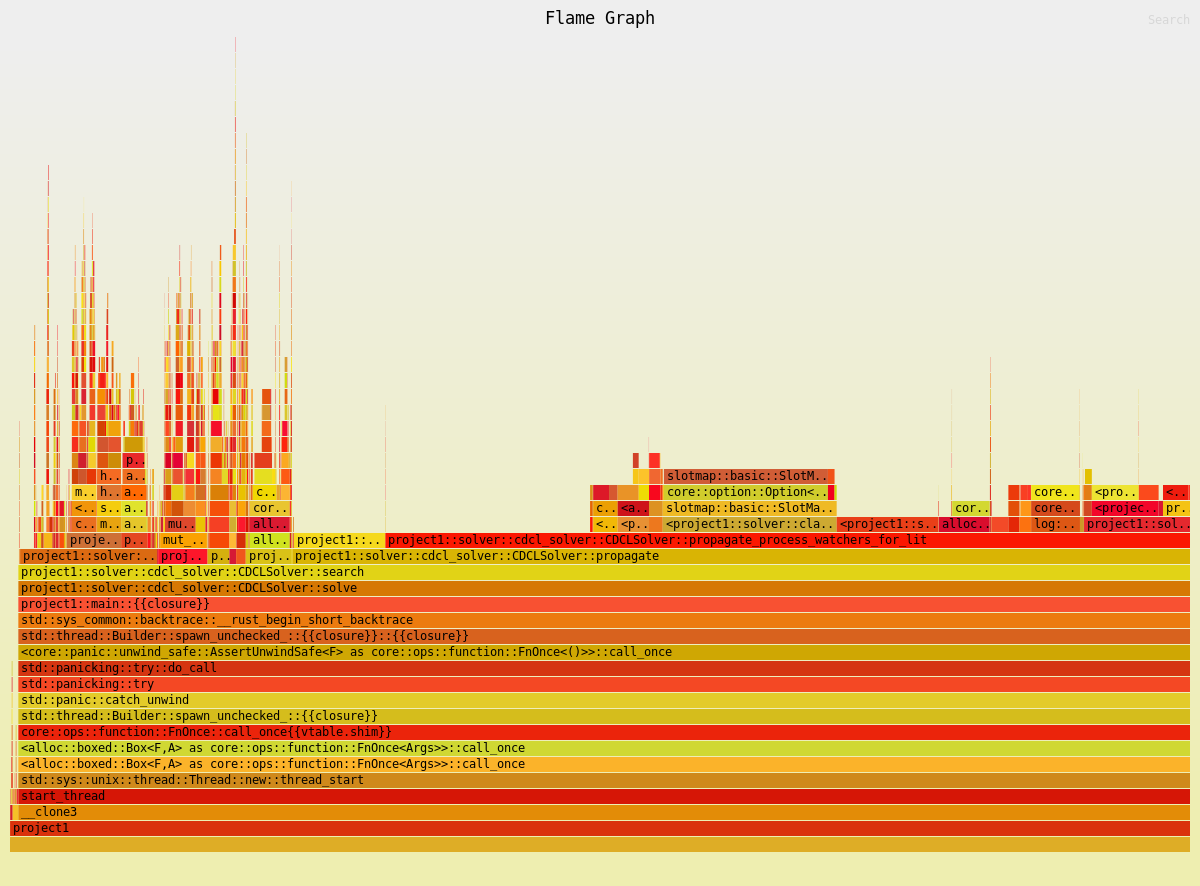 Flame Graph
Search
p..
h.. a.. slotmap::basic::SlotM..
m.. h.. a.. c.. core::option::Option<.. core.. <pro.. <..
<.. s.. a.. cor.. c.. <a.. slotmap::basic::SlotMa.. cor.. core.. <projec.. pr..
c.. m.. a.. mu.. all.. <.. <p.. <project1::solver::cla.. <project1::s.. alloc.. log:.. project1::sol..
proje.. p.. mut_.. all.. project1::.. project1::solver::cdcl_solver::CDCLSolver::propagate_process_watchers_for_lit
project1::solver:.. proj.. p.. proj.. project1::solver::cdcl_solver::CDCLSolver::propagate
project1::solver::cdcl_solver::CDCLSolver::search
project1::solver::cdcl_solver::CDCLSolver::solve
project1::main::{{closure}}
std::sys_common::backtrace::__rust_begin_short_backtrace
std::thread::Builder::spawn_unchecked_::{{closure}}::{{closure}}
<core::panic::unwind_safe::AssertUnwindSafe<F> as core::ops::function::FnOnce<()>>::call_once
std::panicking::try::do_call
std::panicking::try
std::panic::catch_unwind
std::thread::Builder::spawn_unchecked_::{{closure}}
core::ops::function::FnOnce::call_once{{vtable.shim}}
<alloc::boxed::Box<F,A> as core::ops::function::FnOnce<Args>>::call_once
<alloc::boxed::Box<F,A> as core::ops::function::FnOnce<Args>>::call_once
std::sys::unix::thread::Thread::new::thread_start
start_thread
__clone3
project1